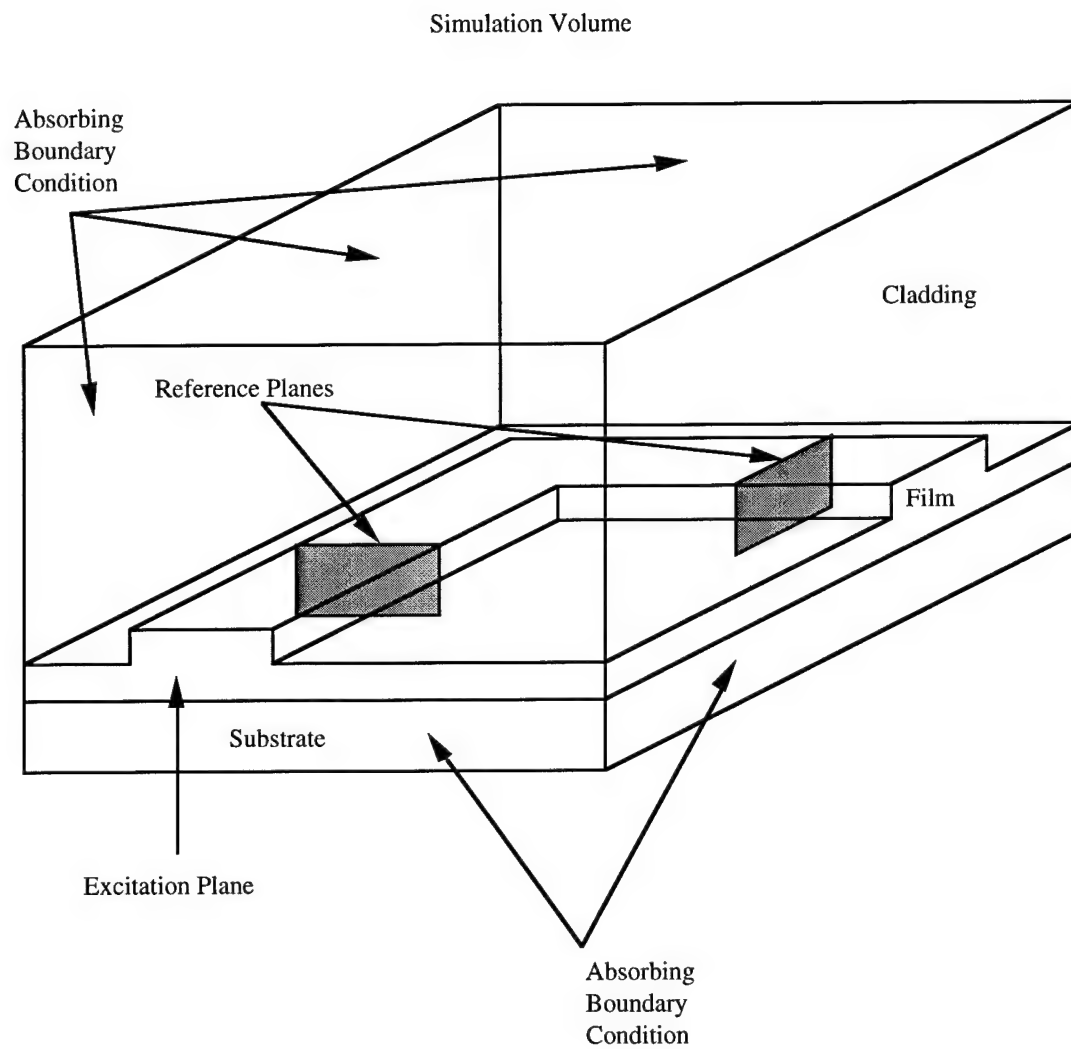 Simulation Volume
Absorbing
Boundary
Condition
Cladding
Reference Planes
Film
Substrate
Excitation Plane
Absorbing
Boundary
Condition